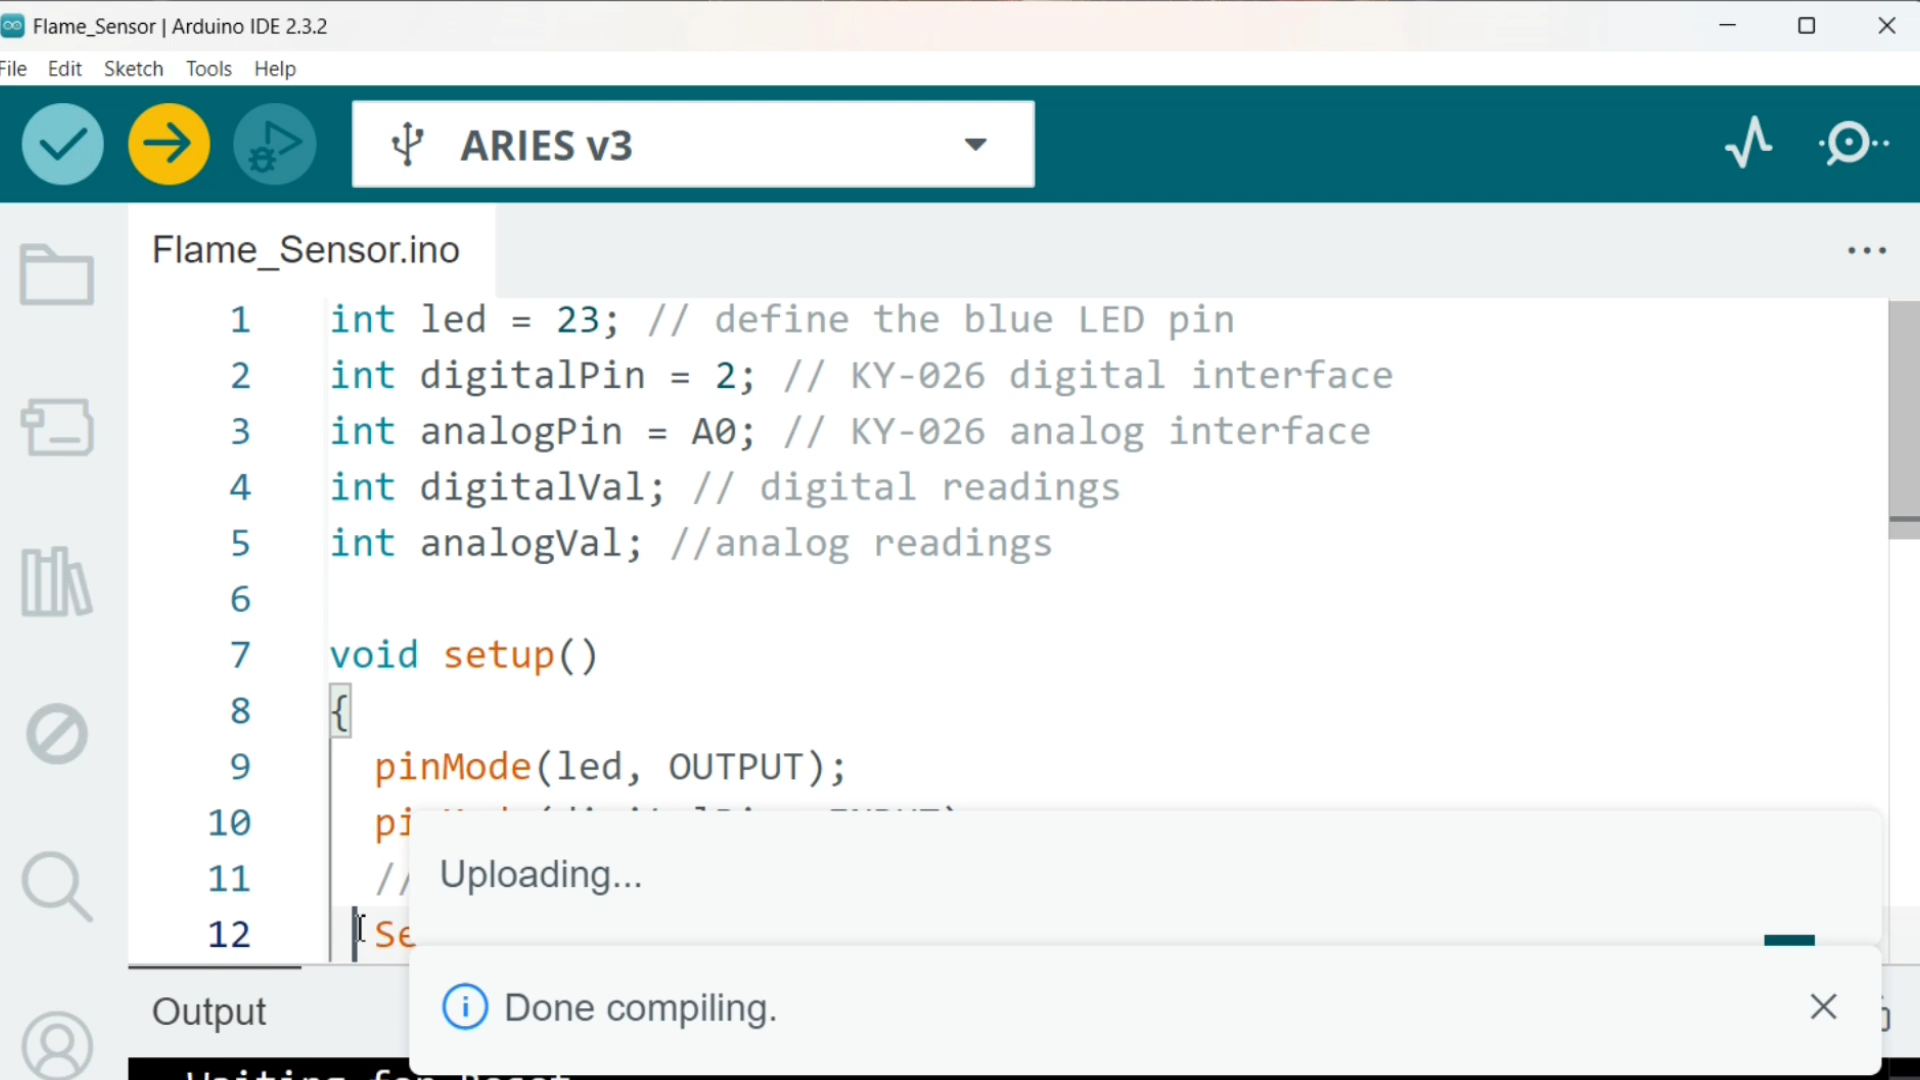 Flame_Sensor | Arduino IDE 2.3.2
File Edit Sketch Tools Help
ARIES v3
Flame_Sensor.ino
1 int led = 23; // define the blue LED pin
2 int digitalPin = 2; // KY-026 digital interface
3 int analogPin = A0; // KY-026 analog interface
4 int digitalVal; // digital readings
5 int analogVal; //analog readings
6
7 void setup()
8 {
9 pinMode(led, OUTPUT);
10 pi
11 //
12 Se
Uploading...
Output
Done compiling.
Waiting for Reset